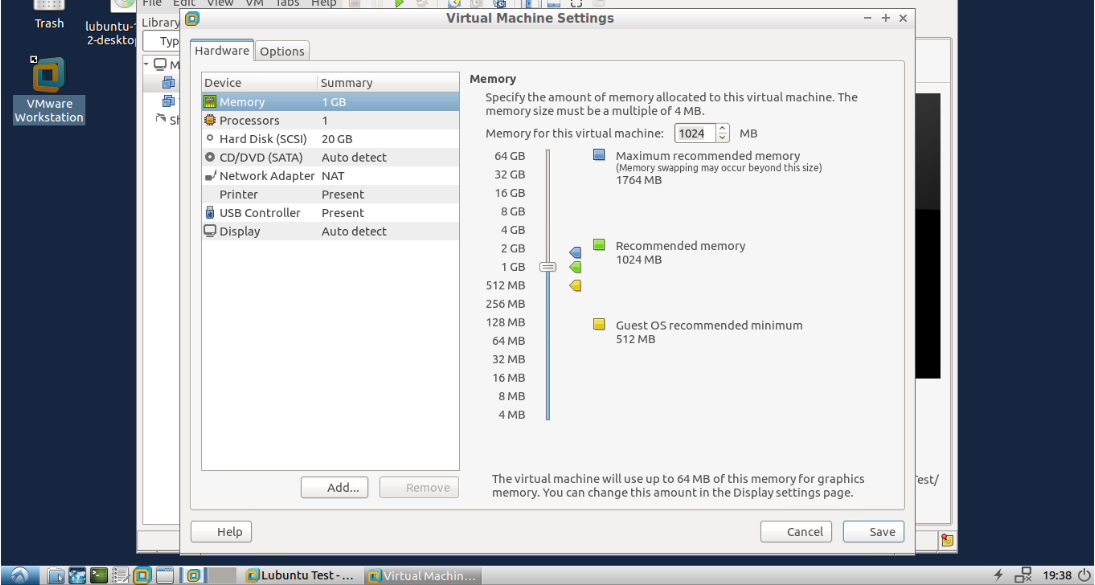 File Edit View VM Tabs Help
Virtual Machine Settings
Trash
lubuntu-
2-deskto
VMware
Workstation
Library
Typ
M
Sh
Hardware
Options
Device Summary
Memory 1 GB
Processors 1
Hard Disk (SCSI) 20 GB
CD/DVD (SATA) Auto detect
Network Adapter NAT
Printer Present
USB Controller Present
Display Auto detect
Add...
Remove
Memory
Specify the amount of memory allocated to this virtual machine. The
memory size must be a multiple of 4 MB.
Memory for this virtual machine: 1024 MB
64 GB
32 GB
16 GB
8 GB
4 GB
2 GB
1 GB
512 MB
256 MB
128 MB
64 MB
32 MB
16 MB
8 MB
4 MB
Maximum recommended memory
(Memory swapping may occur beyond this size)
1764 MB
Recommended memory
1024 MB
Guest OS recommended minimum
512 MB
The virtual machine will use up to 64 MB of this memory for graphics
memory. You can change this amount in the Display settings page.
est/
Help
Cancel
Save
Lubuntu Test - ...
Virtual Machin...
19:38